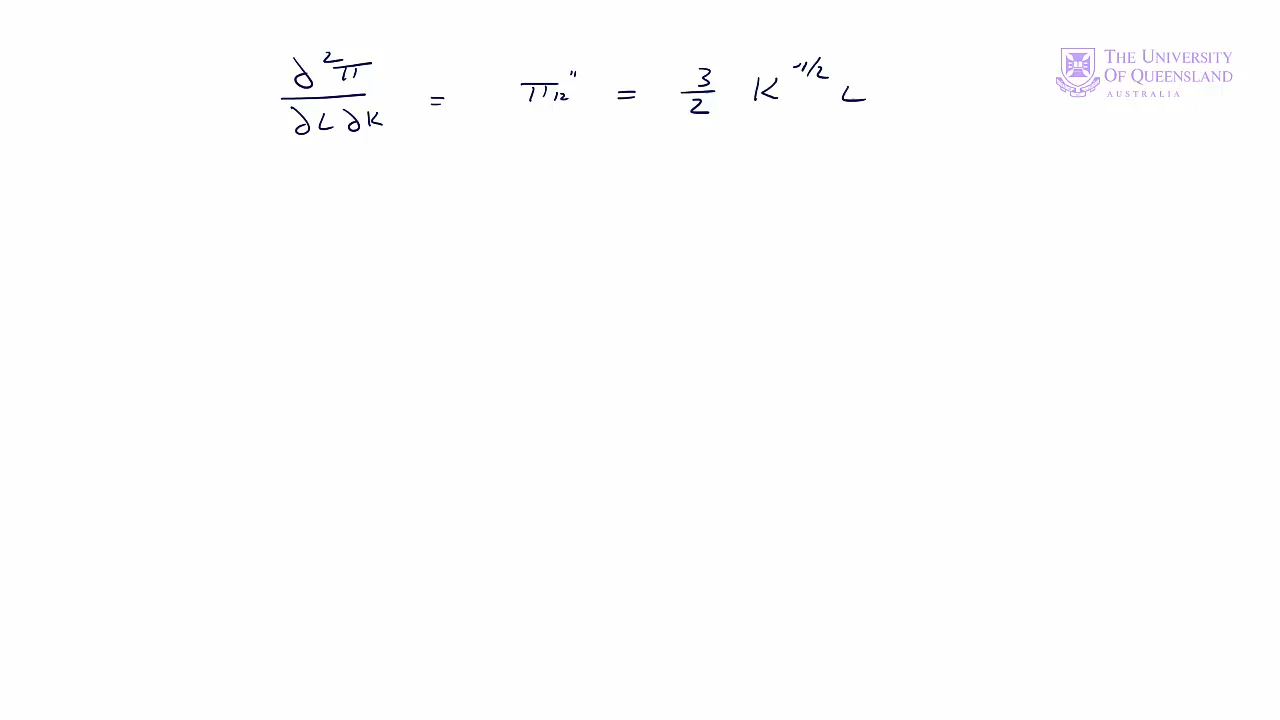 ∂²π / ∂L ∂K = π₁₂" = 3/2 K^(-1/2) L
THE UNIVERSITY
OF QUEENSLAND
AUSTRALIA